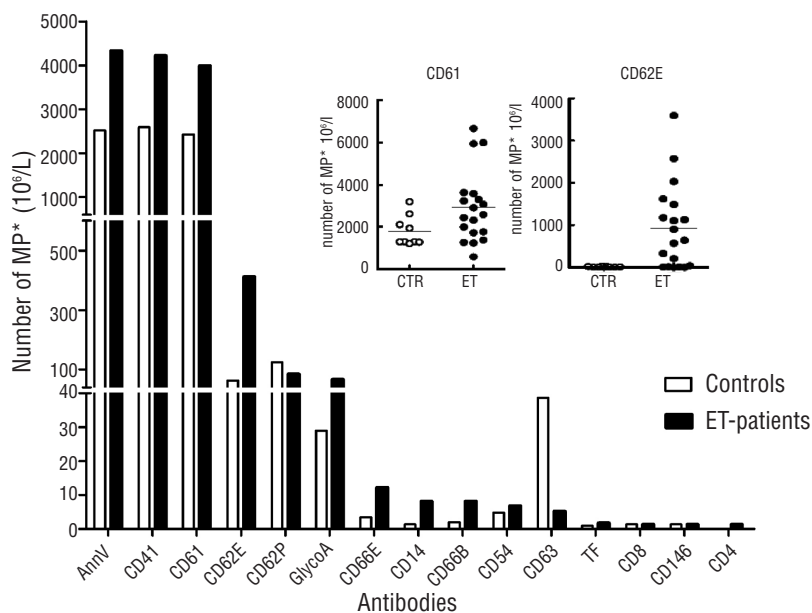 Number of MP* (10⁶/L)
5000
4000
3000
2000
1000
500
300
100
40
30
20
10
0
CD61
number of MP* 10⁶/l
8000
6000
4000
2000
0
CTR
ET
CD62E
number of MP* 10⁶/l
4000
3000
2000
1000
0
CTR
ET
Controls
ET-patients
AnnV
CD41
CD61
CD62E
CD62P
GlycoA
CD66E
CD14
CD66B
CD54
CD63
TF
CD8
CD146
CD4
Antibodies